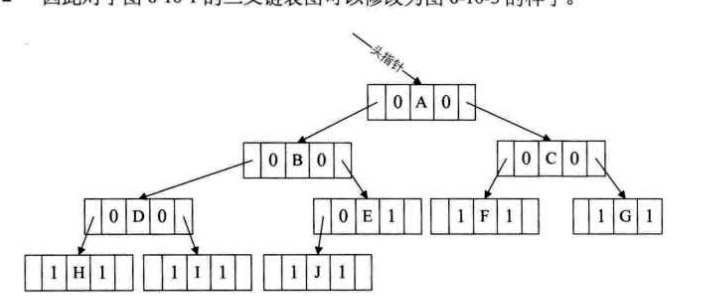 因此对于图6-10-1的二叉链表图可以修改为图6-10-5的样子。
头指针
0 A 0
0 B 0
0 C 0
0 D 0
0 E 1
1 F 1
1 G 1
1 H 1
1 I 1
1 J 1